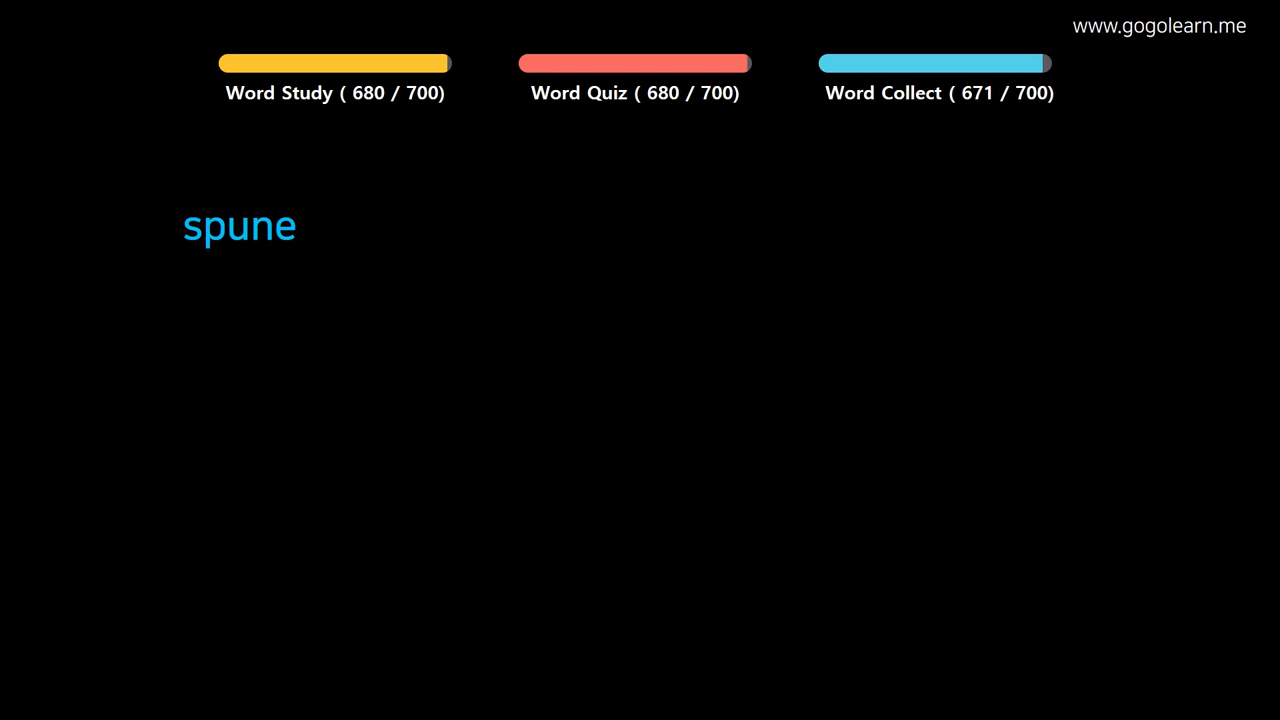 www.gogolearn.me
Word Study ( 680 / 700)
Word Quiz ( 680 / 700)
Word Collect ( 671 / 700)
spune